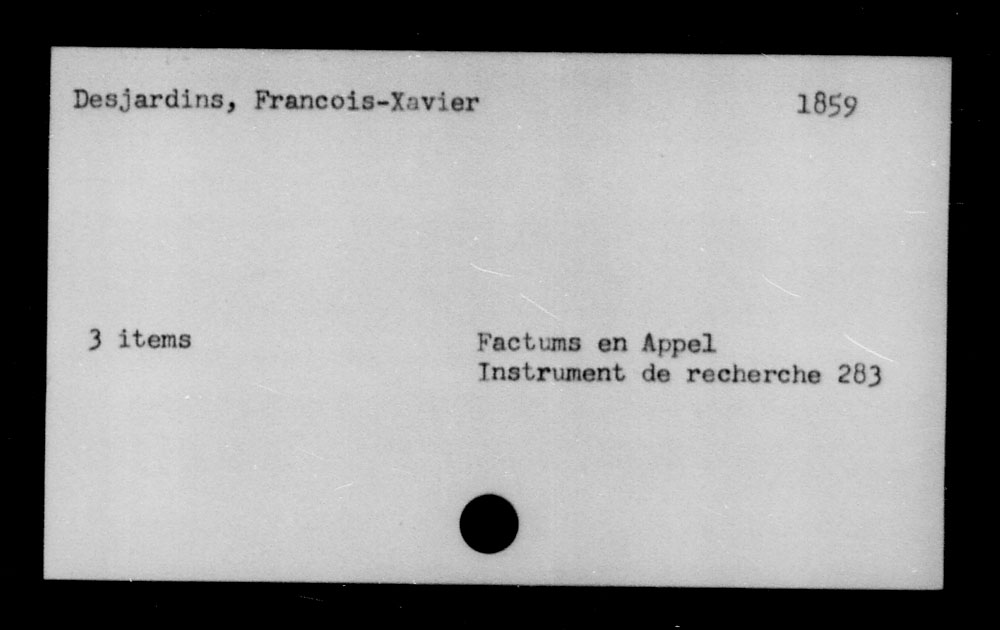 Desjardins, Francois-Xavier 1859
3 items Factums en Appel
Instrument de recherche 283